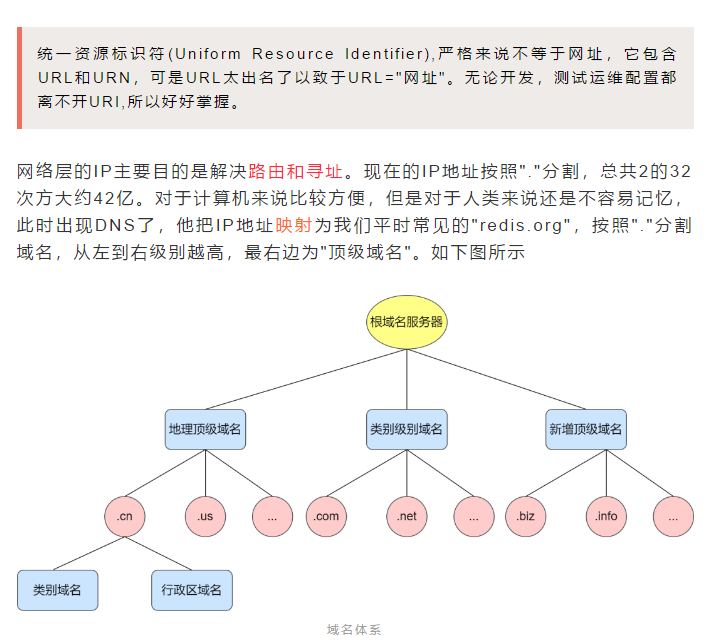 统一资源标识符(Uniform Resource Identifier),严格来说不等于网址，它包含
URL和URN，可是URL太出名了以致于URL="网址"。无论开发，测试运维配置都
离不开URI,所以好好掌握。
网络层的IP主要目的是解决路由和寻址。现在的IP地址按照"."分割，总共2的32
次方大约42亿。对于计算机来说比较方便，但是对于人类来说还是不容易记忆，
此时出现DNS了，他把IP地址映射为我们平时常见的"redis.org"，按照"."分割
域名，从左到右级别越高，最右边为"顶级域名"。如下图所示
根域名服务器
地理顶级域名
类别级别域名
新增顶级域名
.cn
.us
...
.com
.net
...
.biz
.info
...
类别域名
行政区域名
域名体系